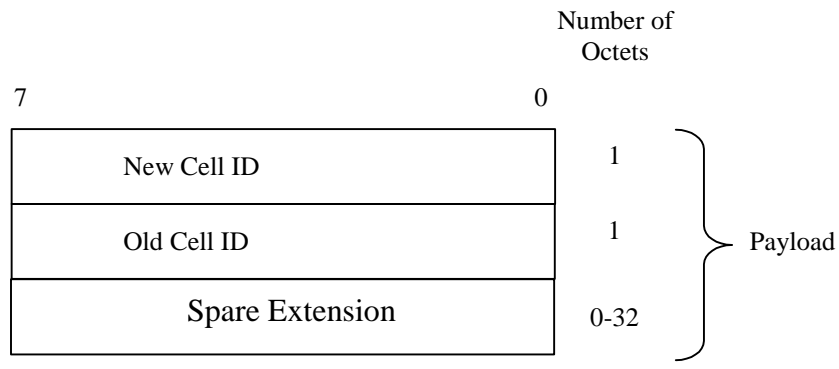 Number of
Octets
7 0
New Cell ID 1
Old Cell ID 1
Payload
Spare Extension 0-32